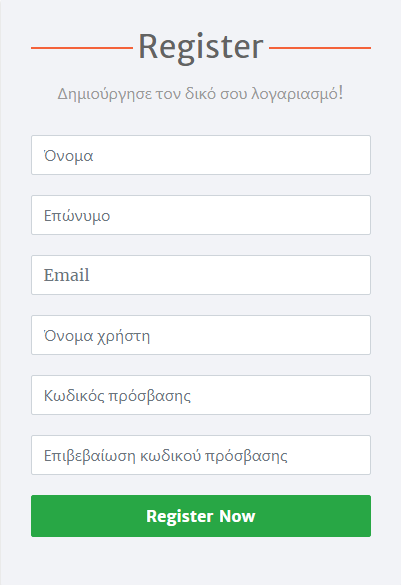 Register
Δημιούργησε τον δικό σου λογαριασμό!
Όνομα
Επώνυμο
Email
Όνομα χρήστη
Κωδικός πρόσβασης
Επιβεβαίωση κωδικού πρόσβασης
Register Now